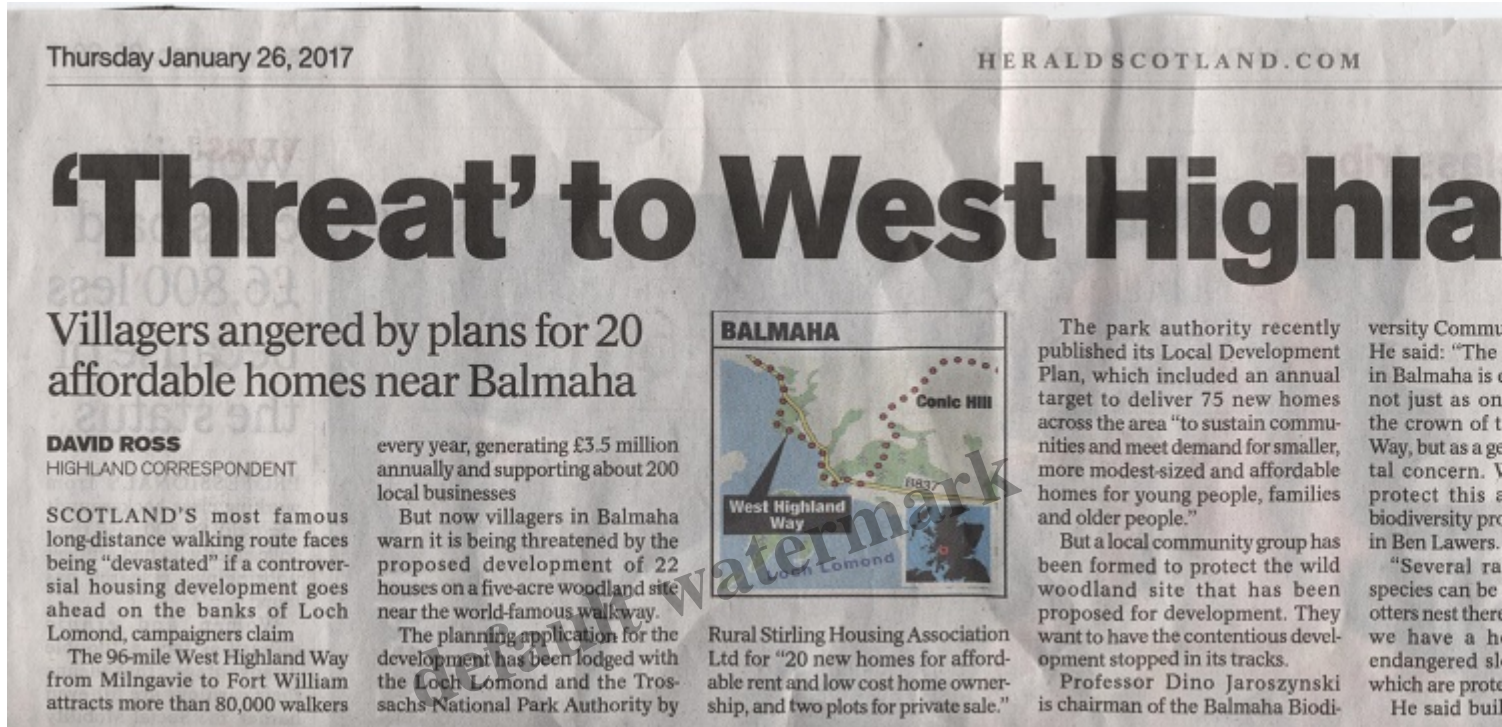 Thursday January 26, 2017
HERALDSCOTLAND.COM
‘Threat’ to West Highla
Villagers angered by plans for 20
affordable homes near Balmaha
DAVID ROSS
HIGHLAND CORRESPONDENT
SCOTLAND’S most famous
long-distance walking route faces
being “devastated” if a controver-
sial housing development goes
ahead on the banks of Loch
Lomond, campaigners claim
The 96-mile West Highland Way
from Milngavie to Fort William
attracts more than 80,000 walkers
every year, generating £3.5 million
annually and supporting about 200
local businesses
But now villagers in Balmaha
warn it is being threatened by the
proposed development of 22
houses on a five-acre woodland site
near the world-famous walkway.
The planning application for the
development has been lodged with
the Loch Lomond and the Tros-
sachs National Park Authority by
BALMAHA
Conic Hill
B837
West Highland
Way
Loch Lomond
Rural Stirling Housing Association
Ltd for “20 new homes for afford-
able rent and low cost home owner-
ship, and two plots for private sale.”
The park authority recently
published its Local Development
Plan, which included an annual
target to deliver 75 new homes
across the area “to sustain commu-
nities and meet demand for smaller,
more modest-sized and affordable
homes for young people, families
and older people.”
But a local community group has
been formed to protect the wild
woodland site that has been
proposed for development. They
want to have the contentious devel-
opment stopped in its tracks.
Professor Dino Jaroszynski
is chairman of the Balmaha Biodi-
versity Commu
He said: “The
in Balmaha is
not just as on
the crown of t
Way, but as a ge
tal concern.
protect this a
biodiversity pro
in Ben Lawers.
“Several ra
species can be
otters nest there
we have a
endangered sl
which are prote
He said buil
default watermark